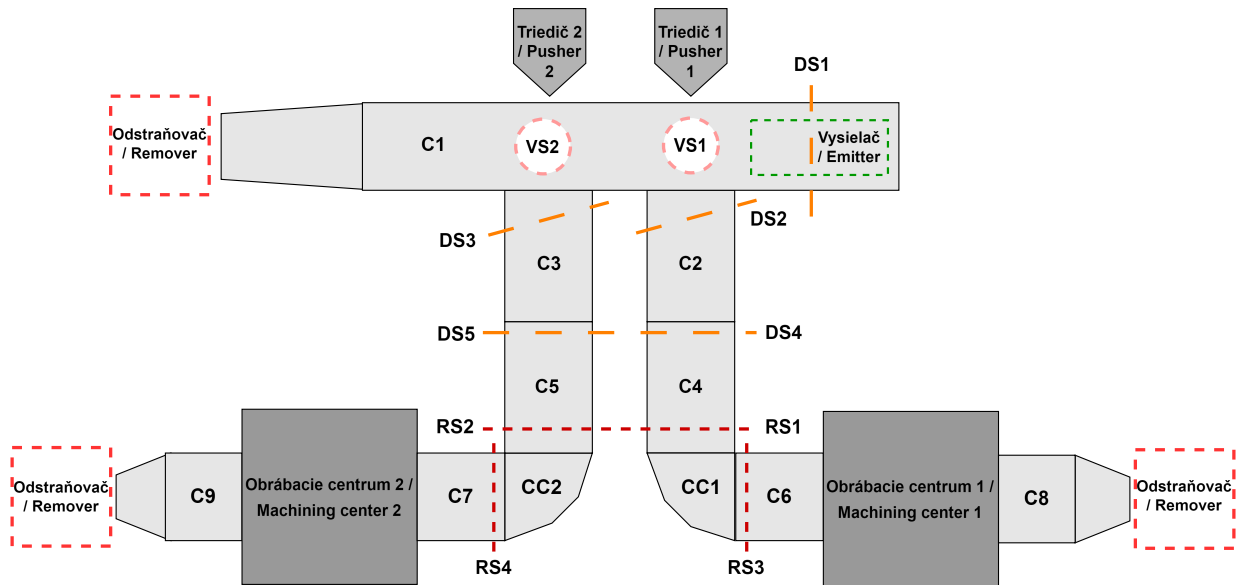 Triedič 2
/ Pusher
2
Triedič 1
/ Pusher
1
DS1
Odstraňovač
/ Remover
C1
VS2
VS1
Vysielač
/ Emitter
DS3
DS2
C3
C2
DS5
DS4
C5
C4
RS2
RS1
Odstraňovač
/ Remover
C9
Obrábacie centrum 2 /
Machining center 2
C7
CC2
CC1
C6
Obrábacie centrum 1 /
Machining center 1
C8
Odstraňovač
/ Remover
RS4
RS3